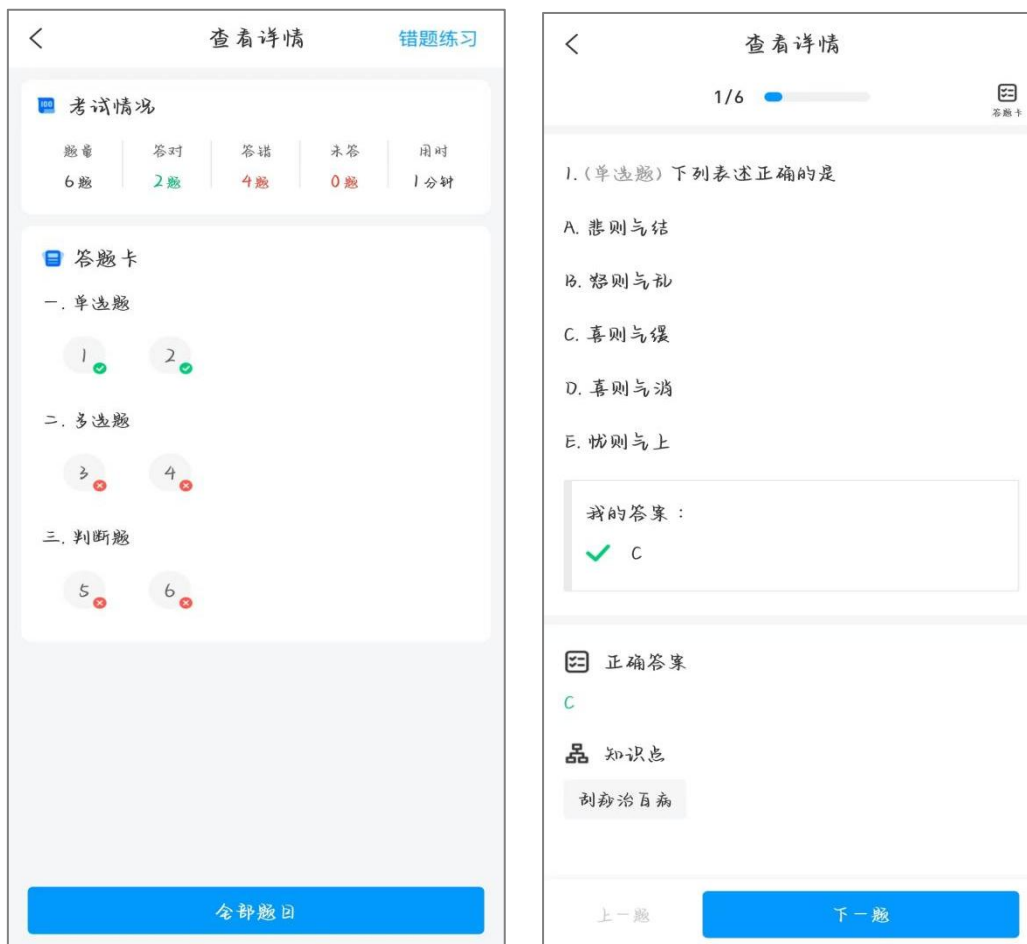 查看详情 错题练习
100 考试情况
题量 答对 答错 未答 用时
6题 2题 4题 0题 1分钟
答题卡
一. 单选题
1 2
二. 多选题
3 4
三. 判断题
5 6
全部题目
查看详情
1/6
答题卡
1.(单选题) 下列表述正确的是
A. 悲则气结
B. 怒则气乱
C. 喜则气缓
D. 喜则气消
E. 忧则气上
我的答案：
C
正确答案
C
知识点
刮痧治百病
上一题 下一题